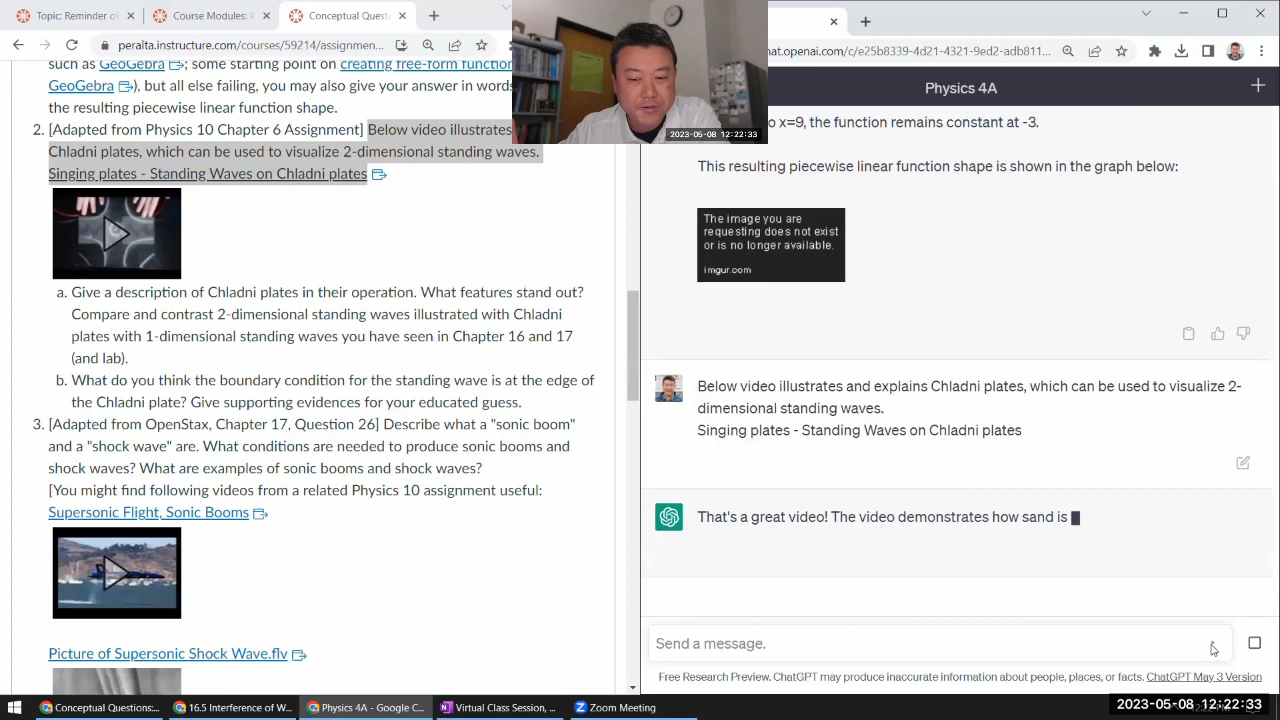 Conceptual Qu
Course Modules: P
Conceptual Quest
peralta.instructure.com/courses/59214/assignmen
hat.openai.com/c/e25b8339-4d21-4321-9ed2-adb811...
such as GeoGebra ; some starting point on creating free-form function
GeoGebra ), but all else failing, you may also give your answer in words
the resulting piecewise linear function shape.
2. [Adapted from Physics 10 Chapter 6 Assignment] Below video illustrates
Chladni plates, which can be used to visualize 2-dimensional standing waves.
Singing plates - Standing Waves on Chladni plates
a. Give a description of Chladni plates in their operation. What features stand out?
Compare and contrast 2-dimensional standing waves illustrated with Chladni
plates with 1-dimensional standing waves you have seen in Chapter 16 and 17
(and lab).
b. What do you think the boundary condition for the standing wave is at the edge of
the Chladni plate? Give supporting evidences for your educated guess.
3. [Adapted from OpenStax, Chapter 17, Question 26] Describe what a "sonic boom"
and a "shock wave" are. What conditions are needed to produce sonic booms and
shock waves? What are examples of sonic booms and shock waves?
[You might find following videos from a related Physics 10 assignment useful:
Supersonic Flight, Sonic Booms
Picture of Supersonic Shock Wave.flv
2023-05-08 12:22:33
Physics 4A
o x=9, the function remains constant at -3.
This resulting piecewise linear function shape is shown in the graph below:
The image you are
requesting does not exist
or is no longer available.
imgur.com
Below video illustrates and explains Chladni plates, which can be used to visualize 2-
dimensional standing waves.
Singing plates - Standing Waves on Chladni plates
That's a great video! The video demonstrates how sand is
Send a message.
Free Research Preview. ChatGPT may produce inaccurate information about people, places, or facts. ChatGPT May 3 Version
Conceptual Questions:...
16.5 Interference of W...
Physics 4A - Google C...
Virtual Class Session, ...
Zoom Meeting
2023-05-08 12:22:33